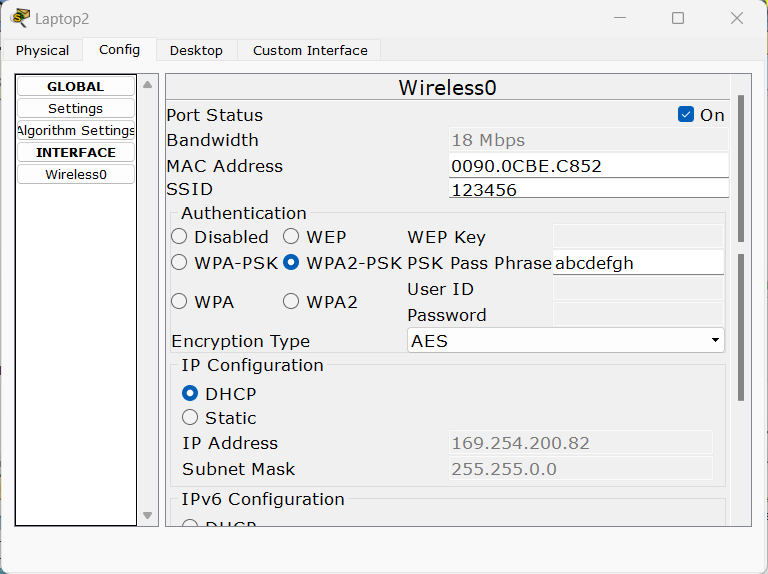 Laptop2
Physical Config Desktop Custom Interface
GLOBAL
Settings
Algorithm Settings
INTERFACE
Wireless0
Wireless0
Port Status On
Bandwidth 18 Mbps
MAC Address 0090.0CBE.C852
SSID 123456
Authentication
Disabled WEP WEP Key
WPA-PSK WPA2-PSK PSK Pass Phrase abcdefgh
User ID
WPA WPA2
Password
Encryption Type AES
IP Configuration
DHCP
Static
IP Address 169.254.200.82
Subnet Mask 255.255.0.0
IPv6 Configuration
DHCP